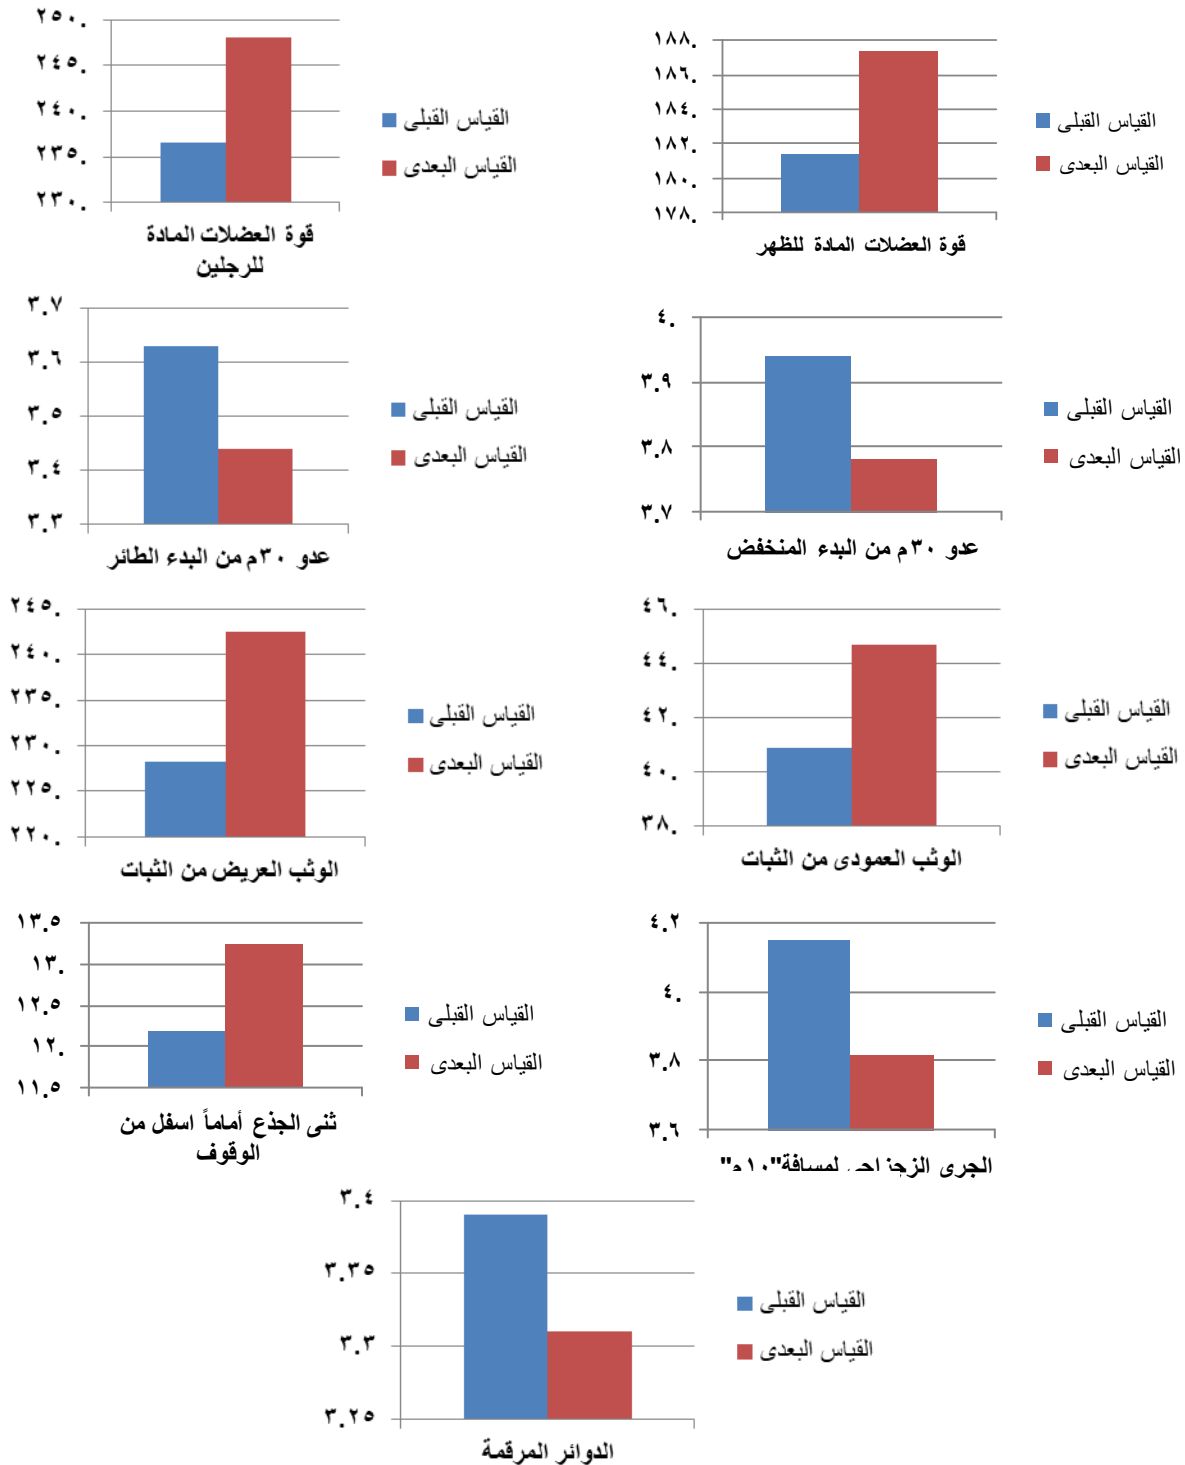 ١٨٨.
١٨٦.
١٨٤.
١٨٢.
١٨٠.
١٧٨.
القياس القبلى
القياس البعدى
قوة العضلات المادة للظهر
٢٥٠.
٢٤٥.
٢٤٠.
٢٣٥.
٢٣٠.
القياس القبلى
القياس البعدى
قوة العضلات المادة
للرجلين
٤.
٣.٩
٣.٨
٣.٧
القياس القبلى
القياس البعدى
عدو ٣٠م من البدء المنخفض
٣.٧
٣.٦
٣.٥
٣.٤
٣.٣
القياس القبلى
القياس البعدى
عدو ٣٠م من البدء الطائر
٤٦.
٤٤.
٤٢.
٤٠.
٣٨.
القياس القبلى
القياس البعدى
الوثب العمودى من الثبات
٢٤٥.
٢٤٠.
٢٣٥.
٢٣٠.
٢٢٥.
٢٢٠.
القياس القبلى
القياس البعدى
الوثب العريض من الثبات
٤.٢
٤.
٣.٨
٣.٦
القياس القبلى
القياس البعدى
الجرى الزجزاجى لمسافة"١٠م"
١٣.٥
١٣.
١٢.٥
١٢.
١١.٥
القياس القبلى
القياس البعدى
ثنى الجذع أماماً اسفل من
الوقوف
٣.٤
٣.٣٥
٣.٣
٣.٢٥
القياس القبلى
القياس البعدى
الدوائر المرقمة